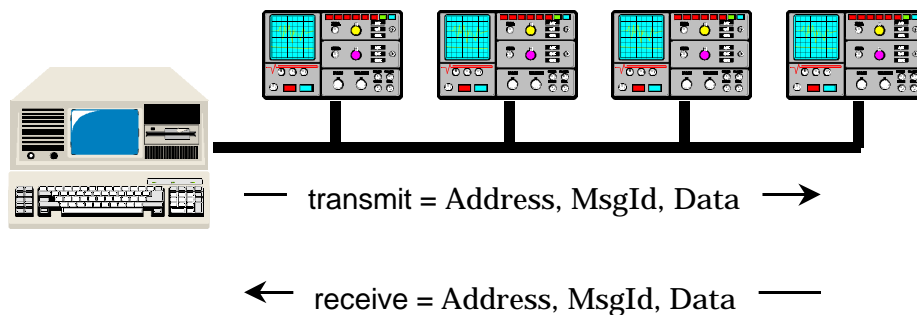 transmit = Address, MsgId, Data
receive = Address, MsgId, Data